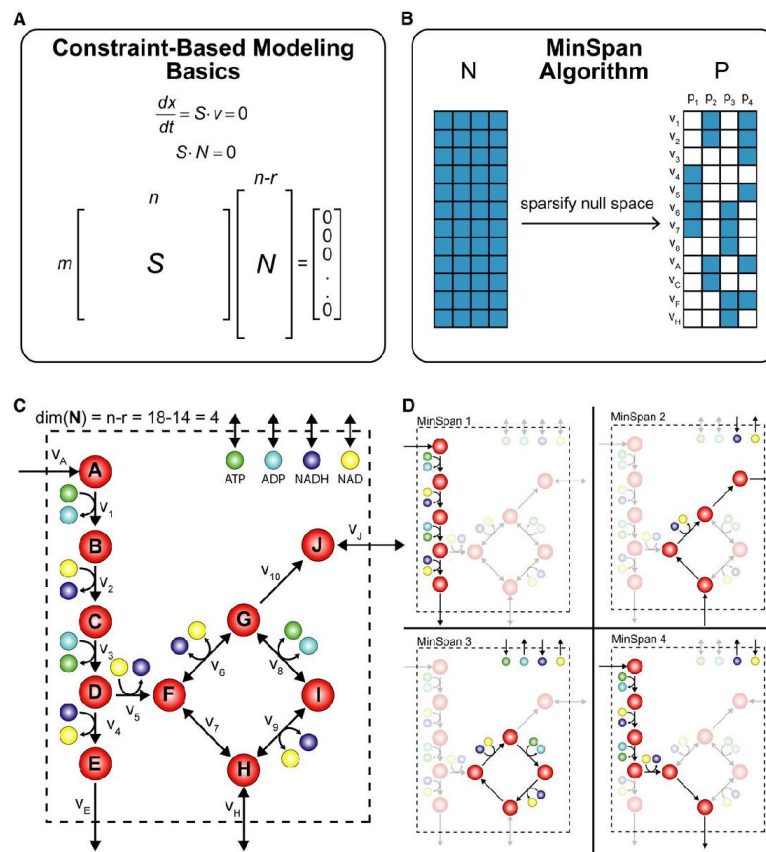 A
Constraint-Based Modeling
Basics
dx/dt = S·v=0
S·N=0
n
n-r
m
S
N
=
0
0
0
.
.
0
B
MinSpan
Algorithm
N
P
p1 p2 p3 p4
sparsify null space
v1
v2
v3
v4
v5
v6
v7
v8
vA
vC
vF
vH
C
dim(N) = n-r = 18-14 = 4
ATP
ADP
NADH
NAD
vA
A
v1
B
v2
C
v3
D
v5
v4
E
vE
J
vJ
v10
G
v6
v8
F
I
v7
v9
H
vH
D
MinSpan 1
MinSpan 2
MinSpan 3
MinSpan 4